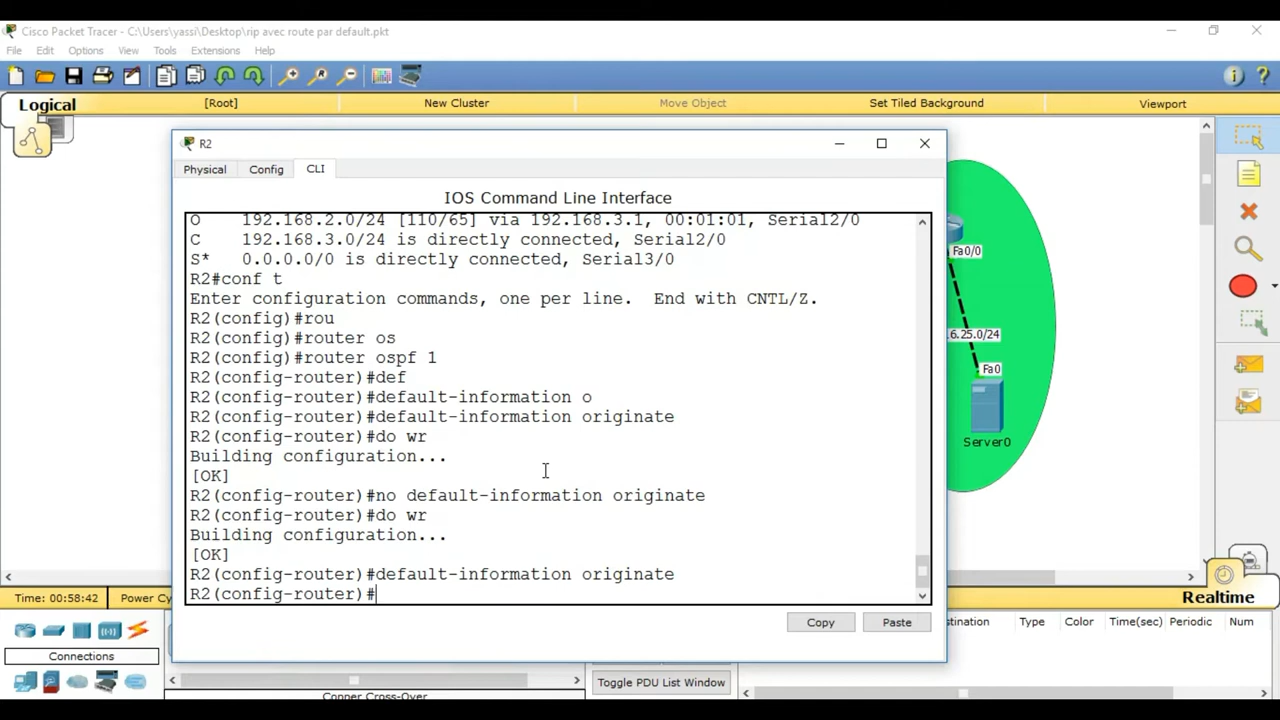 Cisco Packet Tracer - C:\Users\yassi\Desktop\rip avec route par default.pkt
File Edit Options View Tools Extensions Help
Logical [Root] New Cluster Move Object Set Tiled Background Viewport
R2
Physical Config CLI
IOS Command Line Interface
O 192.168.2.0/24 [110/65] via 192.168.3.1, 00:01:01, Serial2/0
C 192.168.3.0/24 is directly connected, Serial2/0
S* 0.0.0.0/0 is directly connected, Serial3/0
R2#conf t
Enter configuration commands, one per line. End with CNTL/Z.
R2(config)#rou
R2(config)#router os
R2(config)#router ospf 1
R2(config-router)#def
R2(config-router)#default-information o
R2(config-router)#default-information originate
R2(config-router)#do wr
Building configuration...
[OK]
R2(config-router)#no default-information originate
R2(config-router)#do wr
Building configuration...
[OK]
R2(config-router)#default-information originate
R2(config-router)#
Copy Paste
Fa0/0
6.25.0/24
Fa0
Server0
Time: 00:58:42 Power Cy
Realtime
Connections
Copper Cross-Over
Toggle PDU List Window
stination Type Color Time(sec) Periodic Num